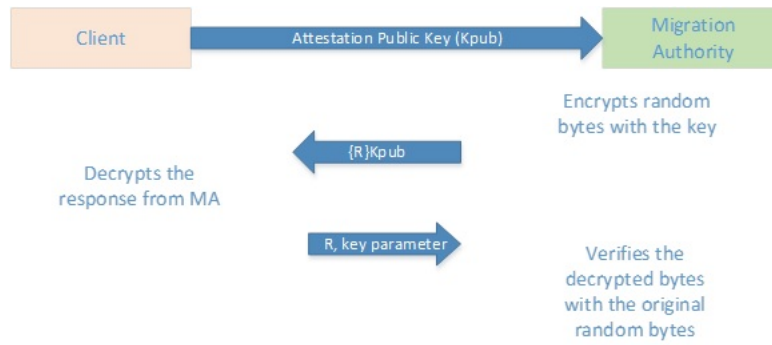 Client
Attestation Public Key (Kpub)
Migration
Authority
Encrypts random
bytes with the key
{R}Kpub
Decrypts the
response from MA
R, key parameter
Verifies the
decrypted bytes
with the original
random bytes